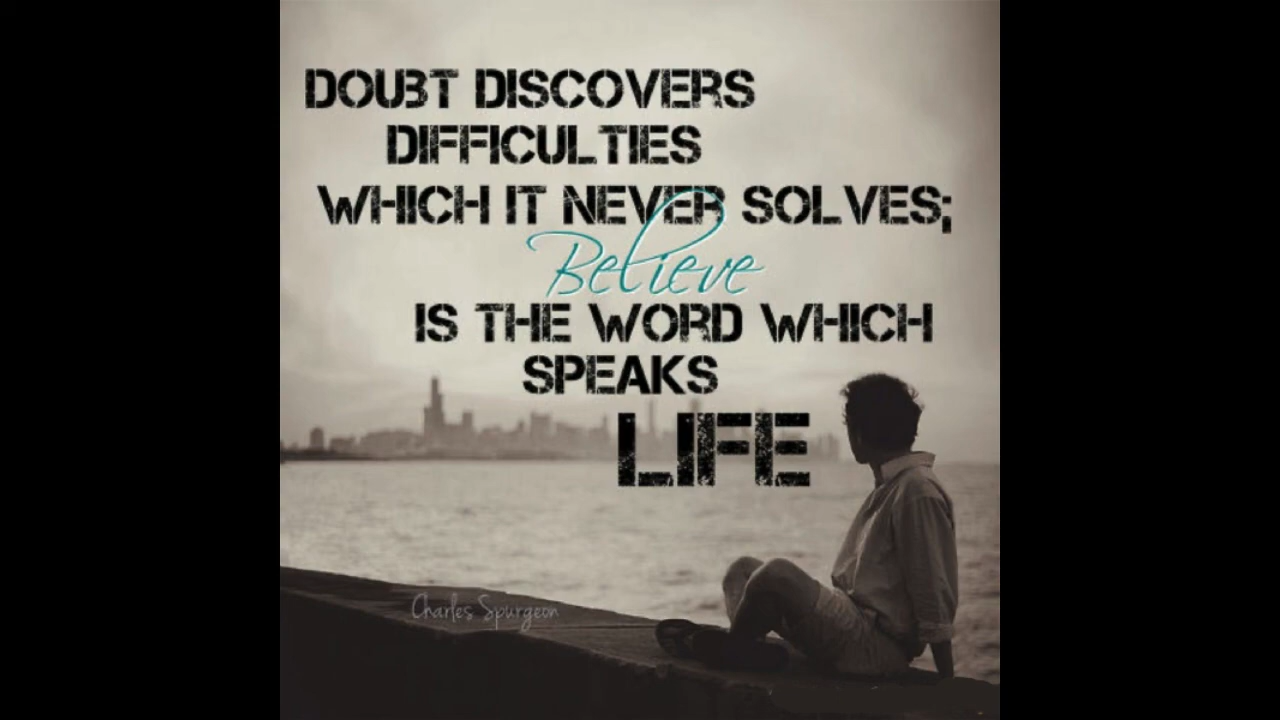 DOUBT DISCOVERS
DIFFICULTIES
WHICH IT NEVER SOLVES;
Believe
IS THE WORD WHICH
SPEAKS
LIFE
Charles Spurgeon